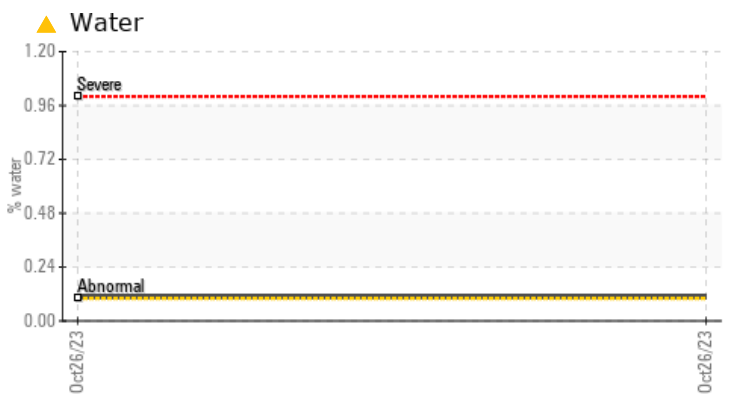 Water
1.20
Severe
0.96
0.72
% water
0.48
0.24
Abnormal
0.00
Oct26/23
Oct26/23